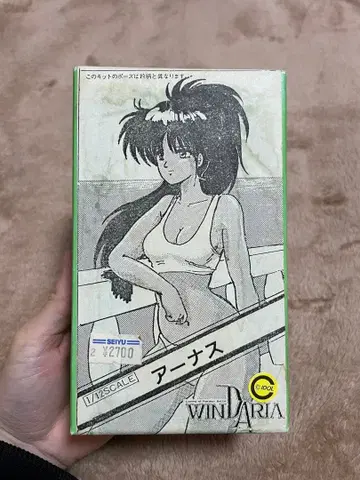 このキットのポーズは絵柄と異なります。
SEIYU
2 ¥2700
1/12SCALE
アーナス
C IDOL
WINDARIA